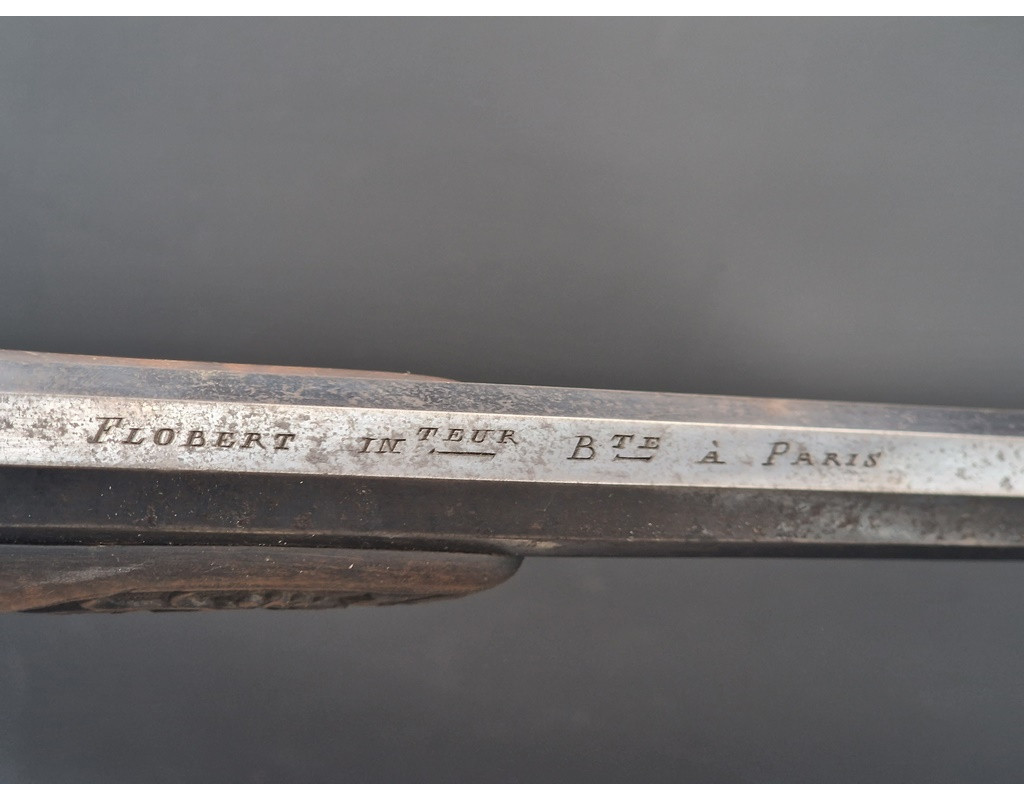 FLOBERT INTEUR BTE À PARIS